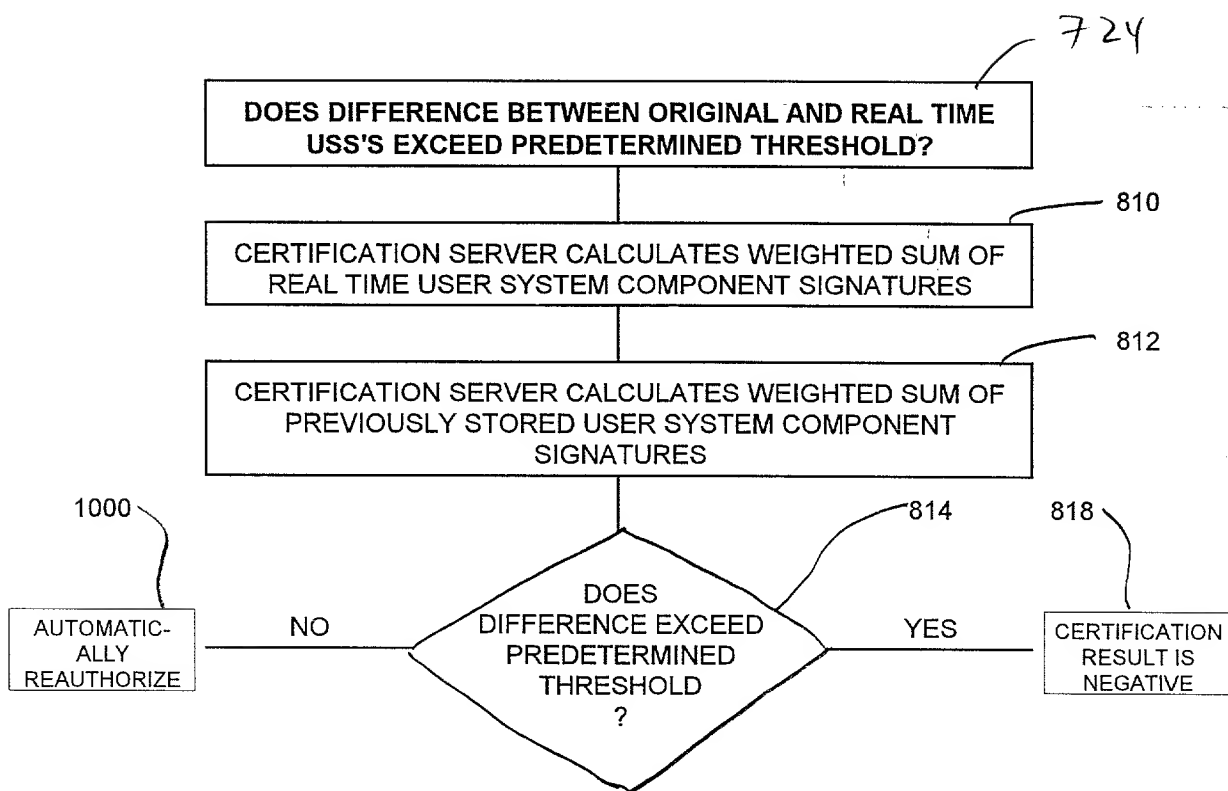 724
DOES DIFFERENCE BETWEEN ORIGINAL AND REAL TIME
USS'S EXCEED PREDETERMINED THRESHOLD?
810
CERTIFICATION SERVER CALCULATES WEIGHTED SUM OF
REAL TIME USER SYSTEM COMPONENT SIGNATURES
812
CERTIFICATION SERVER CALCULATES WEIGHTED SUM OF
PREVIOUSLY STORED USER SYSTEM COMPONENT
SIGNATURES
1000
814
818
AUTOMATIC-
ALLY
REAUTHORIZE
NO
DOES
DIFFERENCE EXCEED
PREDETERMINED
THRESHOLD
?
YES
CERTIFICATION
RESULT IS
NEGATIVE